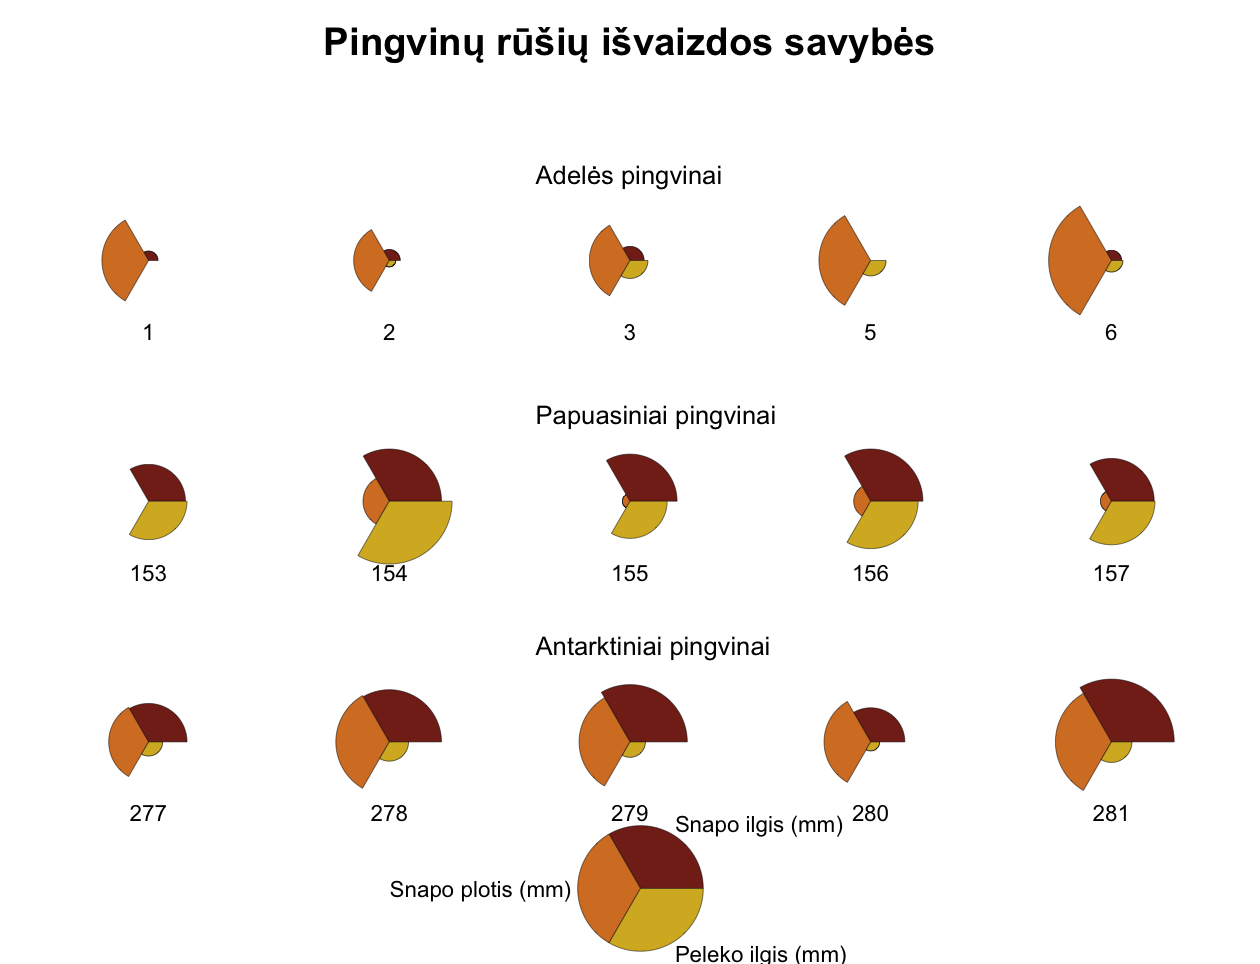 Pingvinų rūšių išvaizdos savybės
Adelės pingvinai
1 2 3 5 6
Papuasiniai pingvinai
153 154 155 156 157
Antarktiniai pingvinai
277 278 279 280 281
Snapo ilgis (mm)
Snapo plotis (mm)
Peleko ilgis (mm)